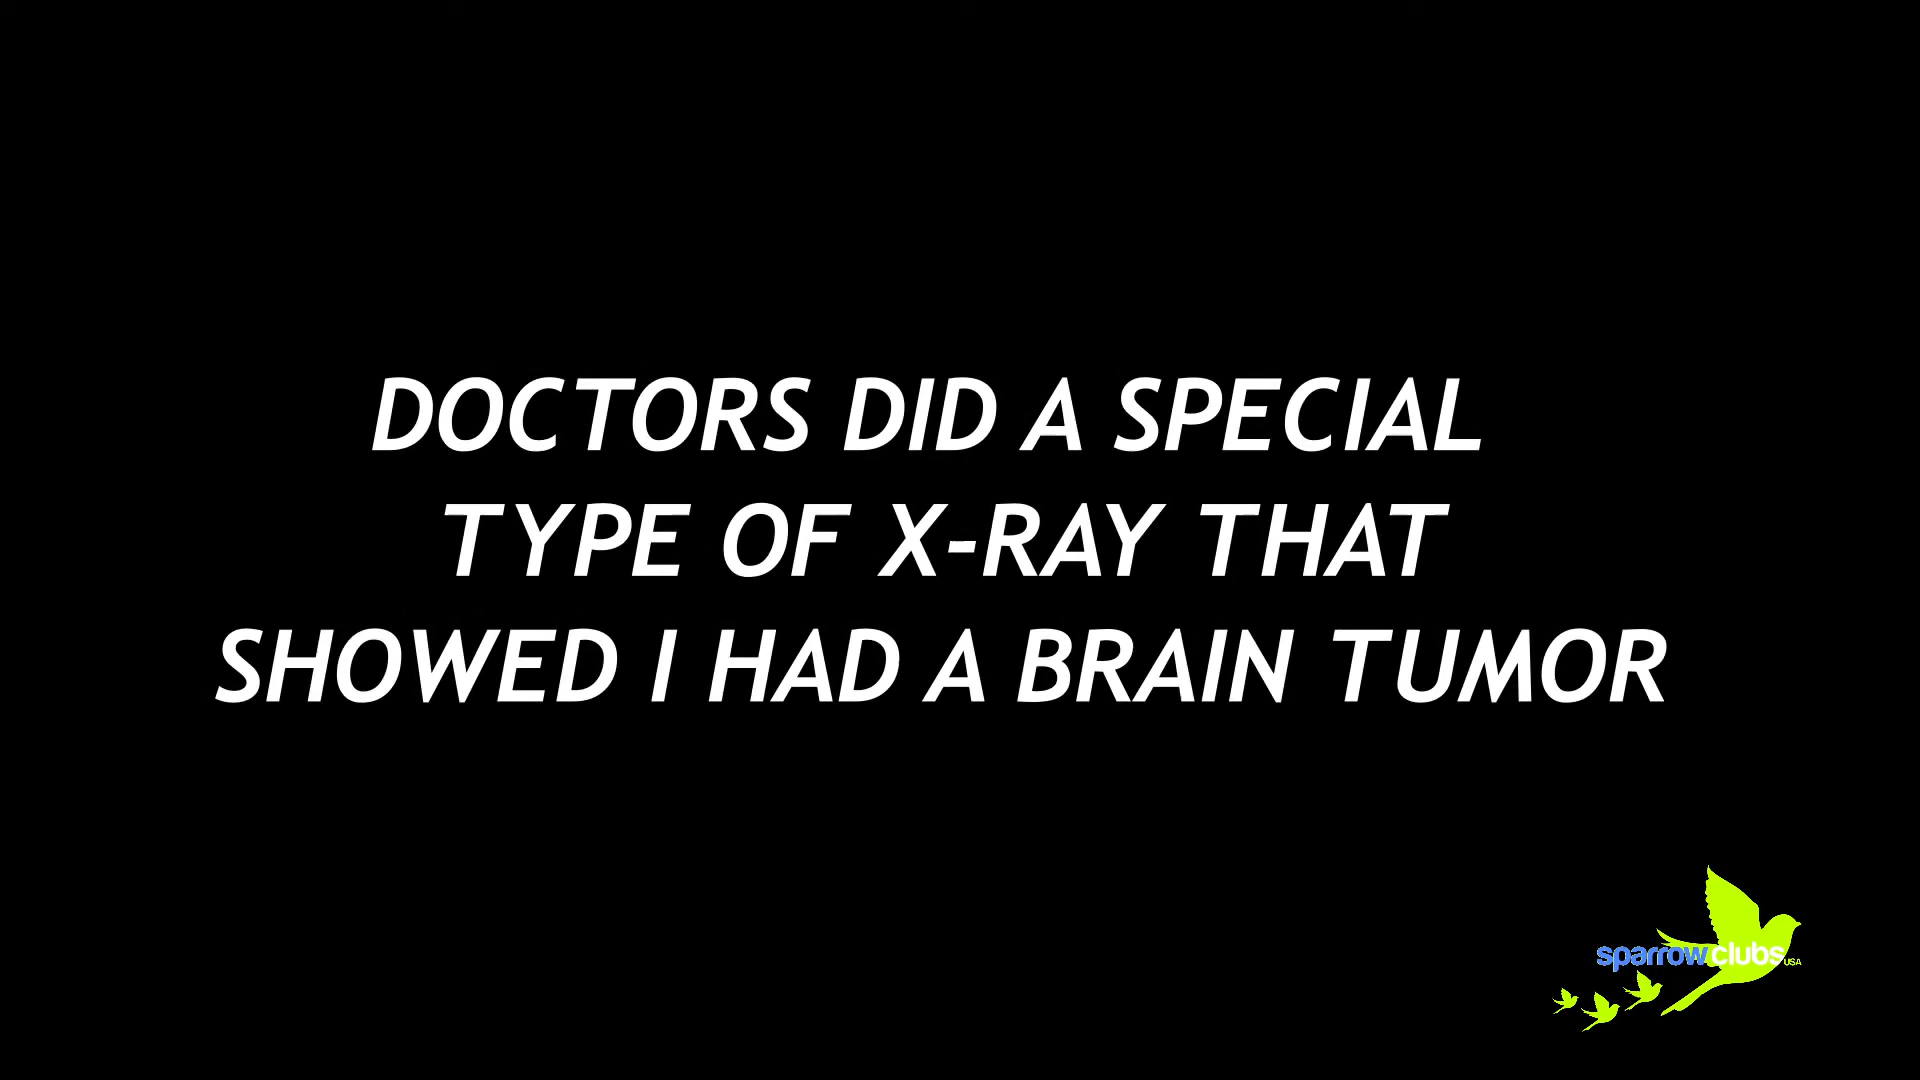 DOCTORS DID A SPECIAL
TYPE OF X-RAY THAT
SHOWED I HAD A BRAIN TUMOR
sparrowclubs USA